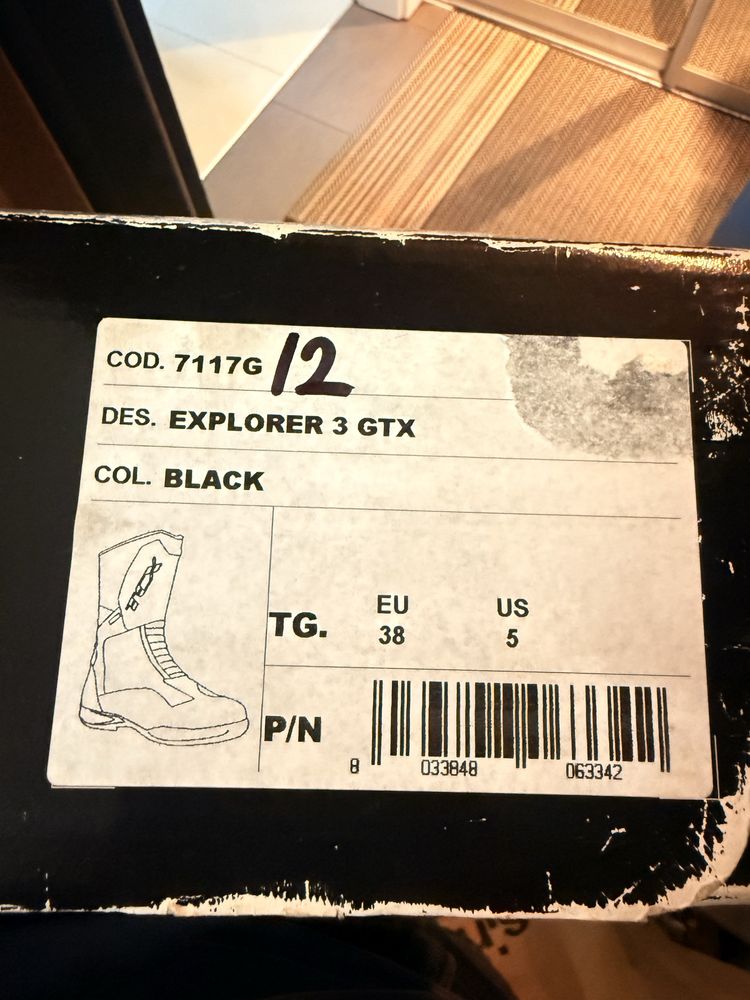 COD. 7117G 12
DES. EXPLORER 3 GTX
COL. BLACK
TG.
EU
38
US
5
P/N
8 033848 063342